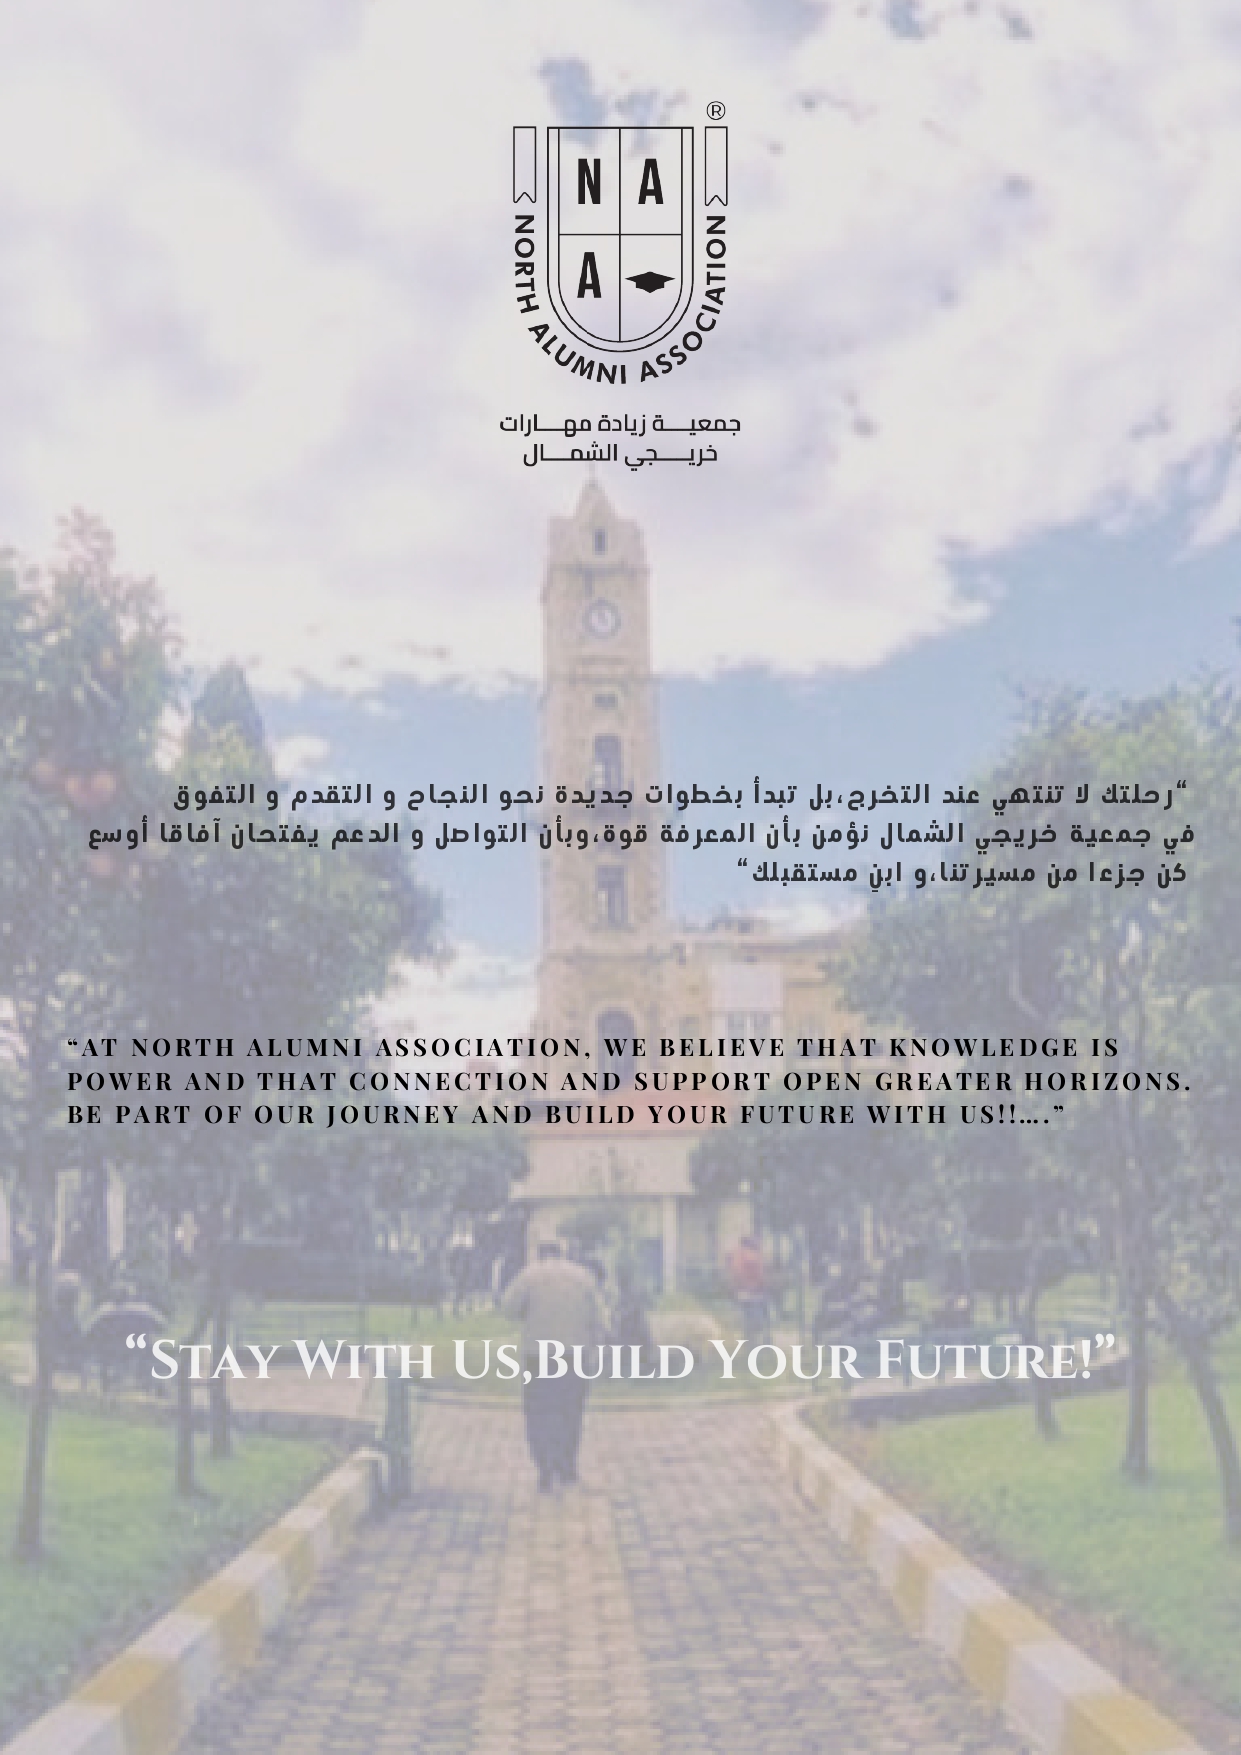 ®
N A
A
NORTH ALUMNI ASSOCIATION
جمعيـــة زيادة مهـــارات
خريـــجي الشمـــال
“رحلتك لا تنتهي عند التخرج،بل تبدأ بخطوات جديدة نحو النجاح و التقدم و التفوق
في جمعية خريجي الشمال نؤمن بأن المعرفة قوة،وبأن التواصل و الدعم يفتحان آفاقا أوسع
كن جزءا من مسيرتنا،و ابنِ مستقبلك“
“AT NORTH ALUMNI ASSOCIATION, WE BELIEVE THAT KNOWLEDGE IS
POWER AND THAT CONNECTION AND SUPPORT OPEN GREATER HORIZONS.
BE PART OF OUR JOURNEY AND BUILD YOUR FUTURE WITH US!!....”
“STAY WITH US,BUILD YOUR FUTURE!”